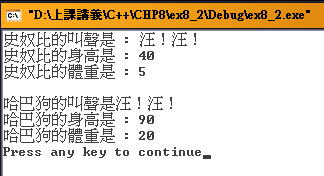 "D:\上課講義\C++\CHP8\ex8_2\Debug\ex8_2.exe"
史奴比的叫聲是 : 汪！汪！
史奴比的身高是 : 40
史奴比的體重是 : 5
哈巴狗的叫聲是汪！汪！
哈巴狗的身高是 : 90
哈巴狗的體重是 : 20
Press any key to continue